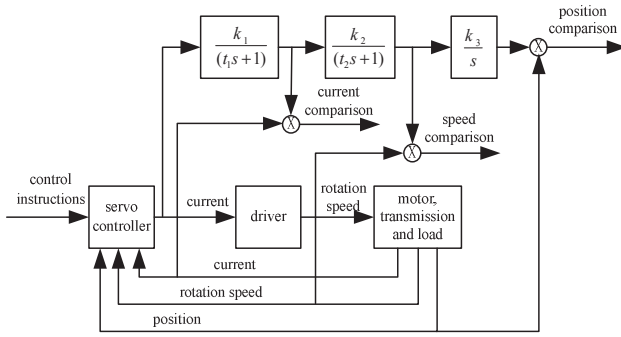 position
comparison
k₁
(t₁s+1)
k₂
(t₂s+1)
k₃
s
X
current
comparison
X
speed
comparison
X
control
instructions
servo
controller
current
driver
rotation
speed
motor,
transmission
and load
current
rotation speed
position